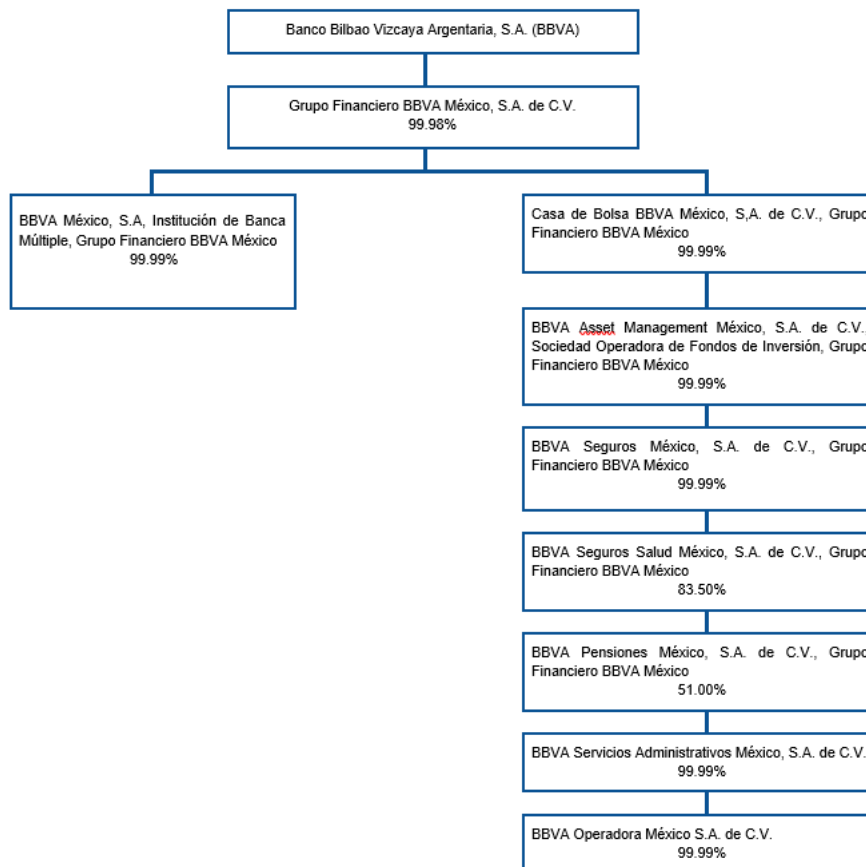 Banco Bilbao Vizcaya Argentaria, S.A. (BBVA)
Grupo Financiero BBVA México, S.A. de C.V.
99.98%
BBVA México, S.A, Institución de Banca
Múltiple, Grupo Financiero BBVA México
99.99%
Casa de Bolsa BBVA México, S,A. de C.V., Grupo
Financiero BBVA México
99.99%
BBVA Asset Management México, S.A. de C.V.,
Sociedad Operadora de Fondos de Inversión, Grupo
Financiero BBVA México
99.99%
BBVA Seguros México, S.A. de C.V., Grupo
Financiero BBVA México
99.99%
BBVA Seguros Salud México, S.A. de C.V., Grupo
Financiero BBVA México
83.50%
BBVA Pensiones México, S.A. de C.V., Grupo
Financiero BBVA México
51.00%
BBVA Servicios Administrativos México, S.A. de C.V.
99.99%
BBVA Operadora México S.A. de C.V.
99.99%